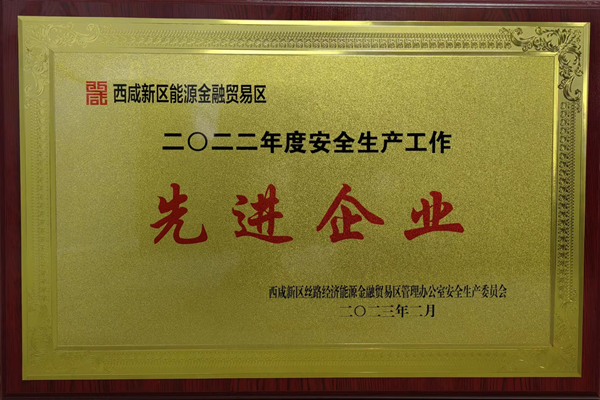 西咸新区能源金融贸易区
二〇二二年度安全生产工作
先进企业
西咸新区丝路经济能源金融贸易区管理办公室安全生产委员会
二〇二三年二月